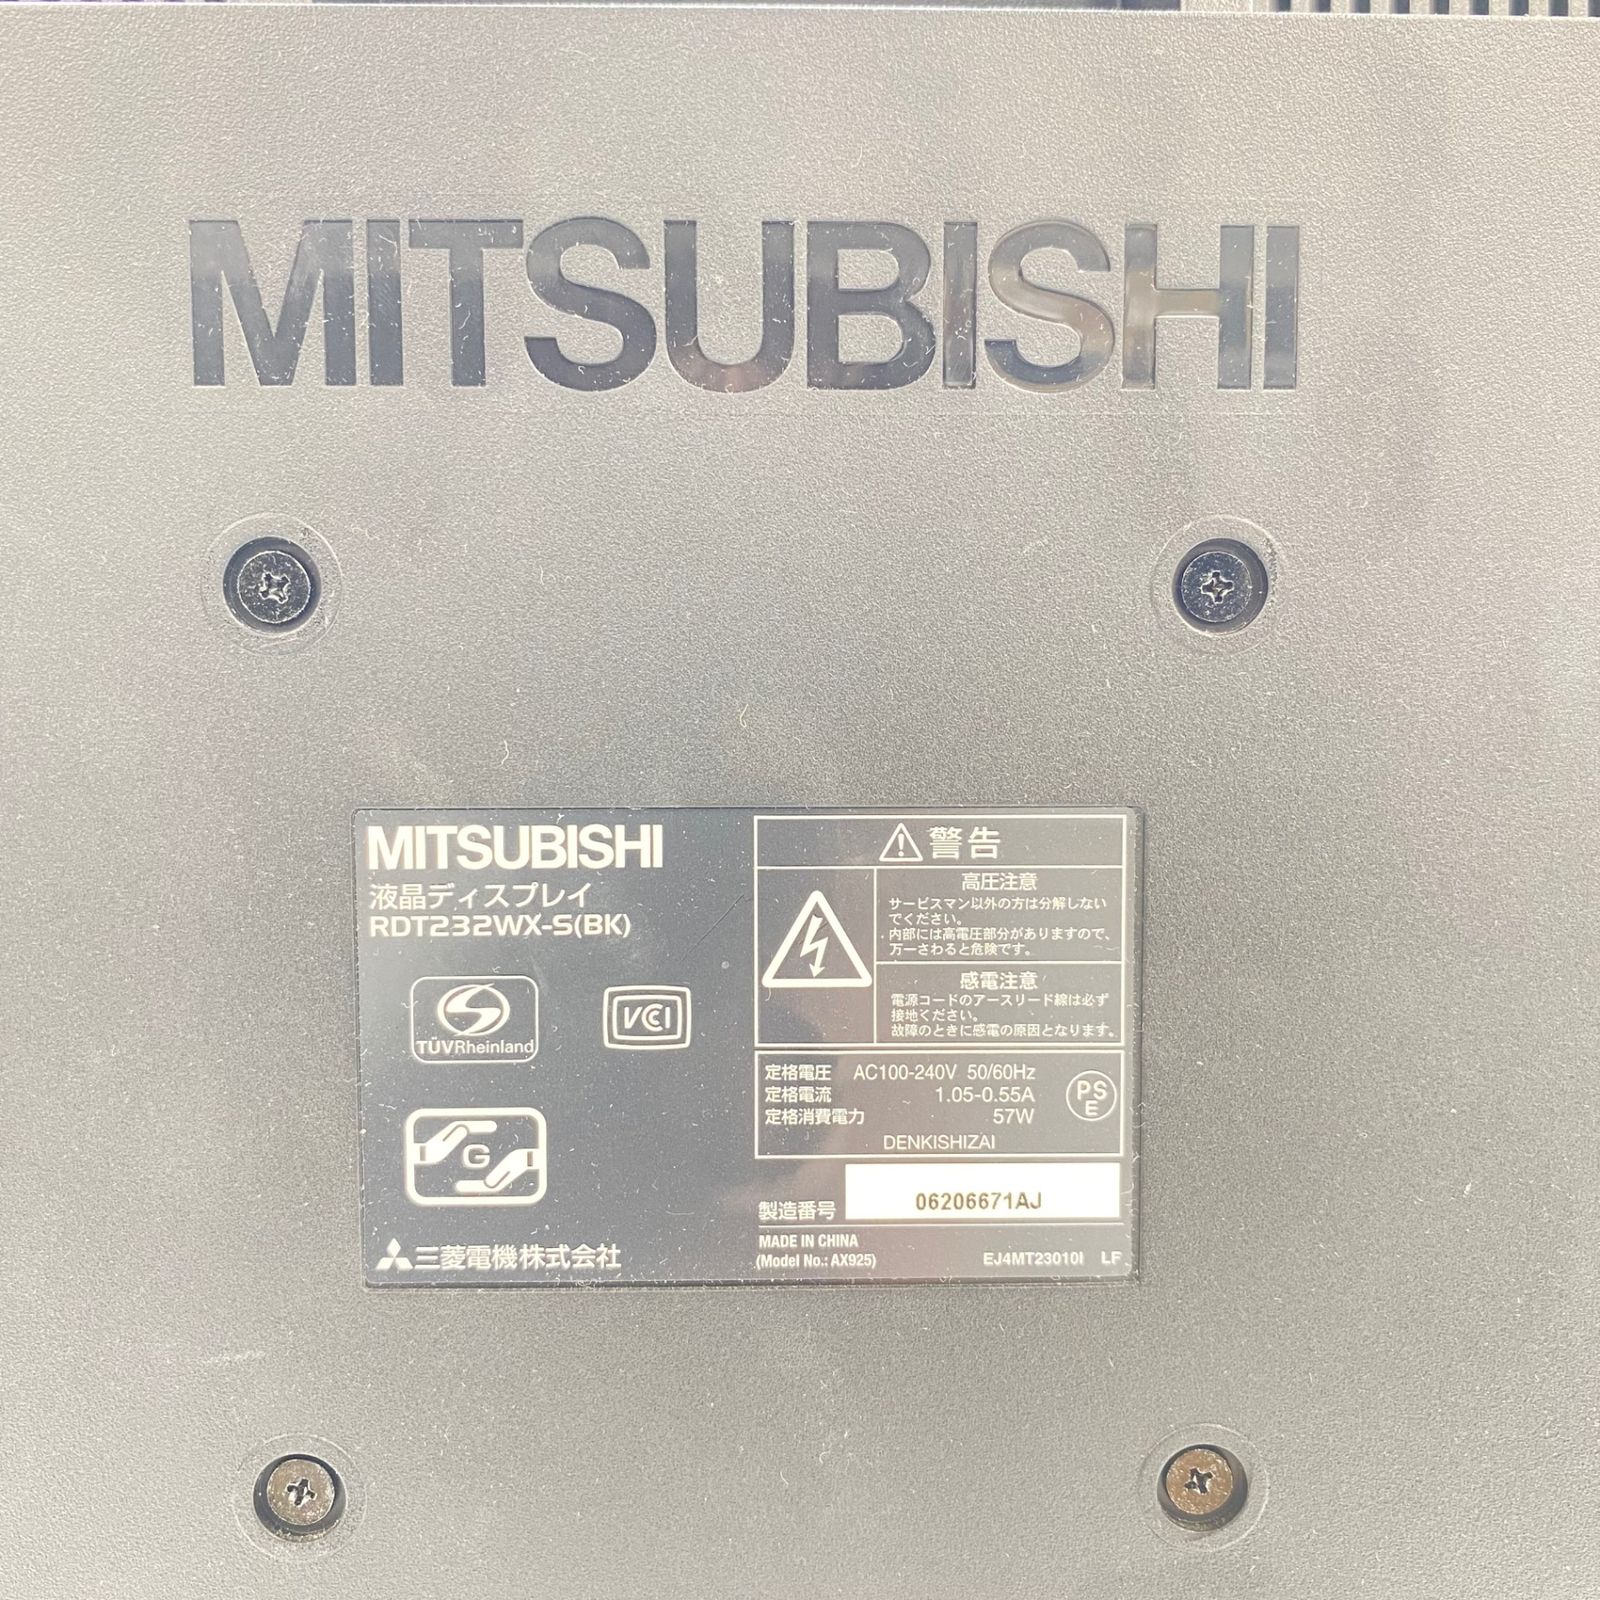 MITSUBISHI
MITSUBISHI
液晶ディスプレイ
RDT232WX-S(BK)
TÜVRheinland
VCCI
G
三菱電機株式会社
警告
高圧注意
サービスマン以外の方は分解しない
でください。
内部には高電圧部分がありますので、
万一さわると危険です。
感電注意
電源コードのアースリード線は必ず
接地ください。
故障のときに感電の原因となります。
定格電圧 AC100-240V 50/60Hz
定格電流 1.05-0.55A
定格消費電力 57W
PS
E
DENKISHIZAI
製造番号 06206671AJ
MADE IN CHINA
(Model No.: AX925) EJ4MT23010I LF